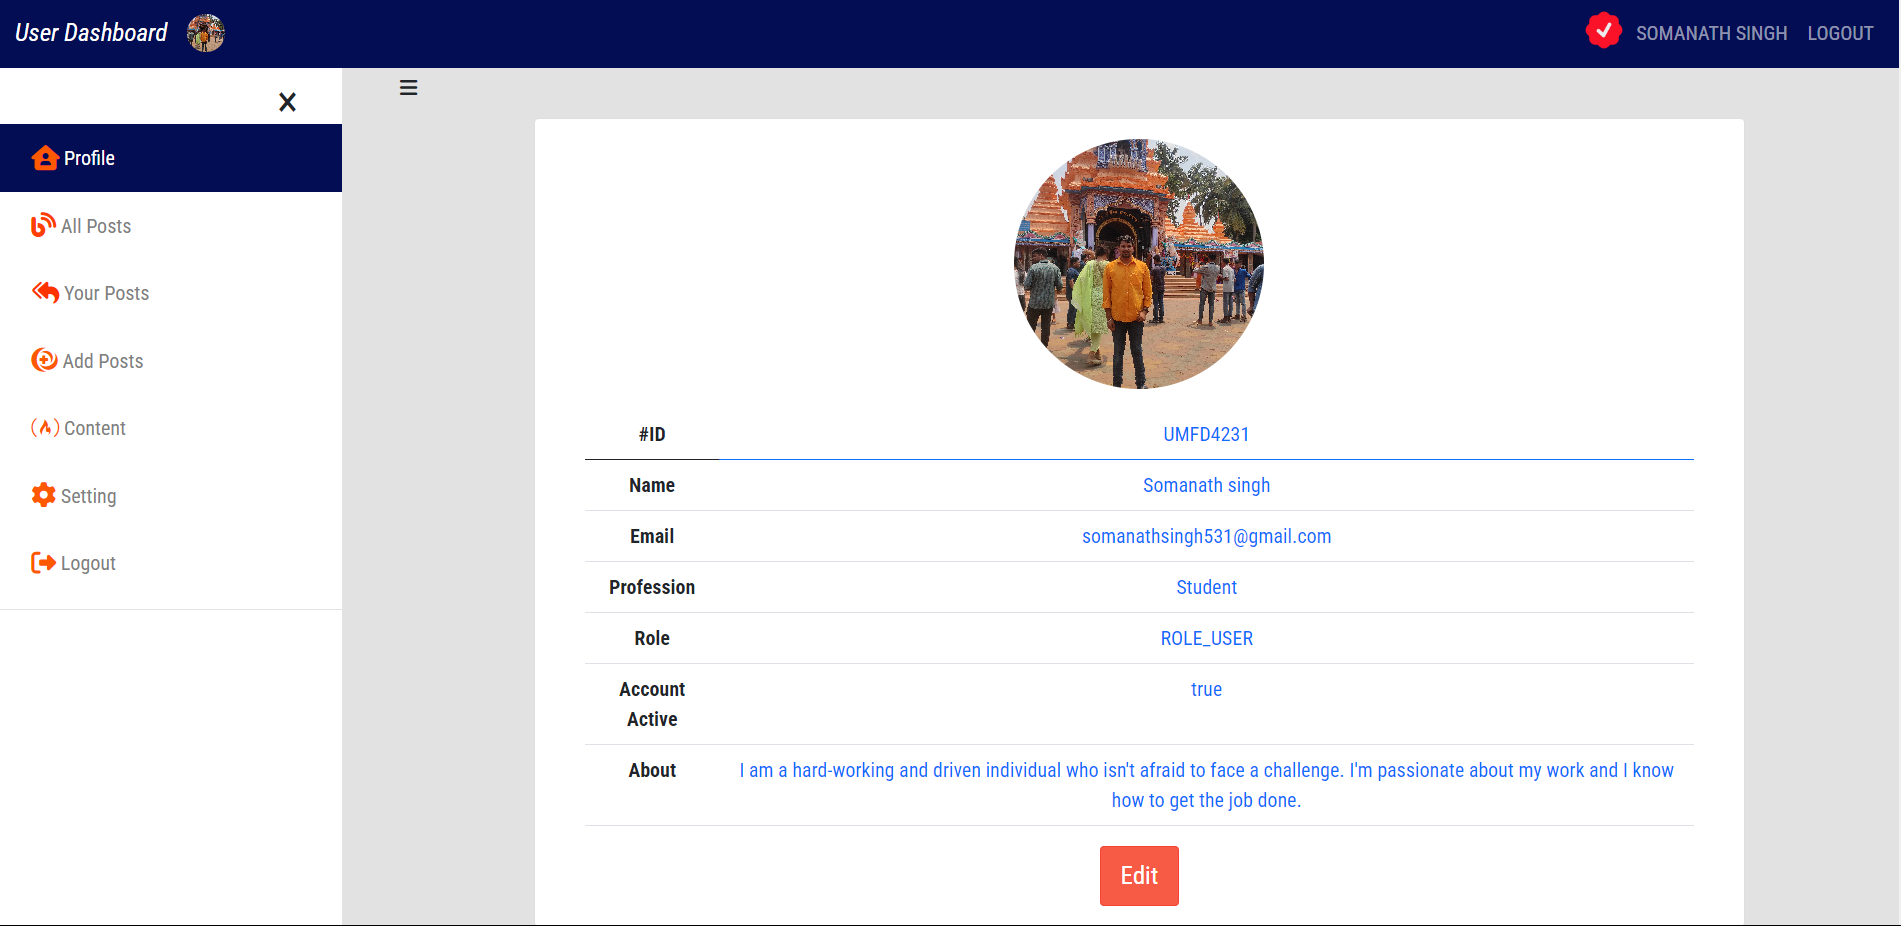 User Dashboard
SOMANATH SINGH
LOGOUT
X
Profile
All Posts
Your Posts
Add Posts
Content
Setting
Logout
#ID UMFD4231
Name Somanath singh
Email somanathsingh531@gmail.com
Profession Student
Role ROLE_USER
Account true
Active
About I am a hard-working and driven individual who isn't afraid to face a challenge. I'm passionate about my work and I know
how to get the job done.
Edit